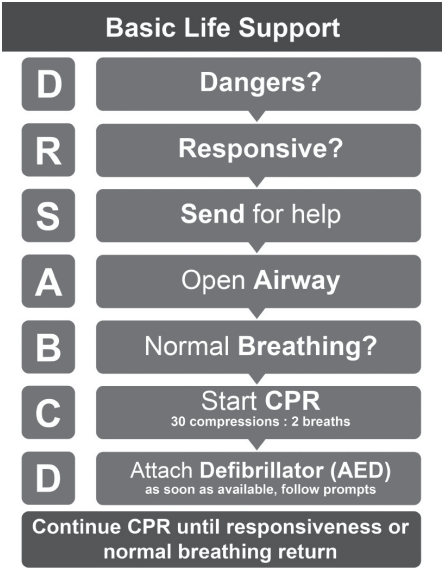 Basic Life Support
D Dangers?
R Responsive?
S Send for help
A Open Airway
B Normal Breathing?
C Start CPR
30 compressions : 2 breaths
D Attach Defibrillator (AED)
as soon as available, follow prompts
Continue CPR until responsiveness or
normal breathing return